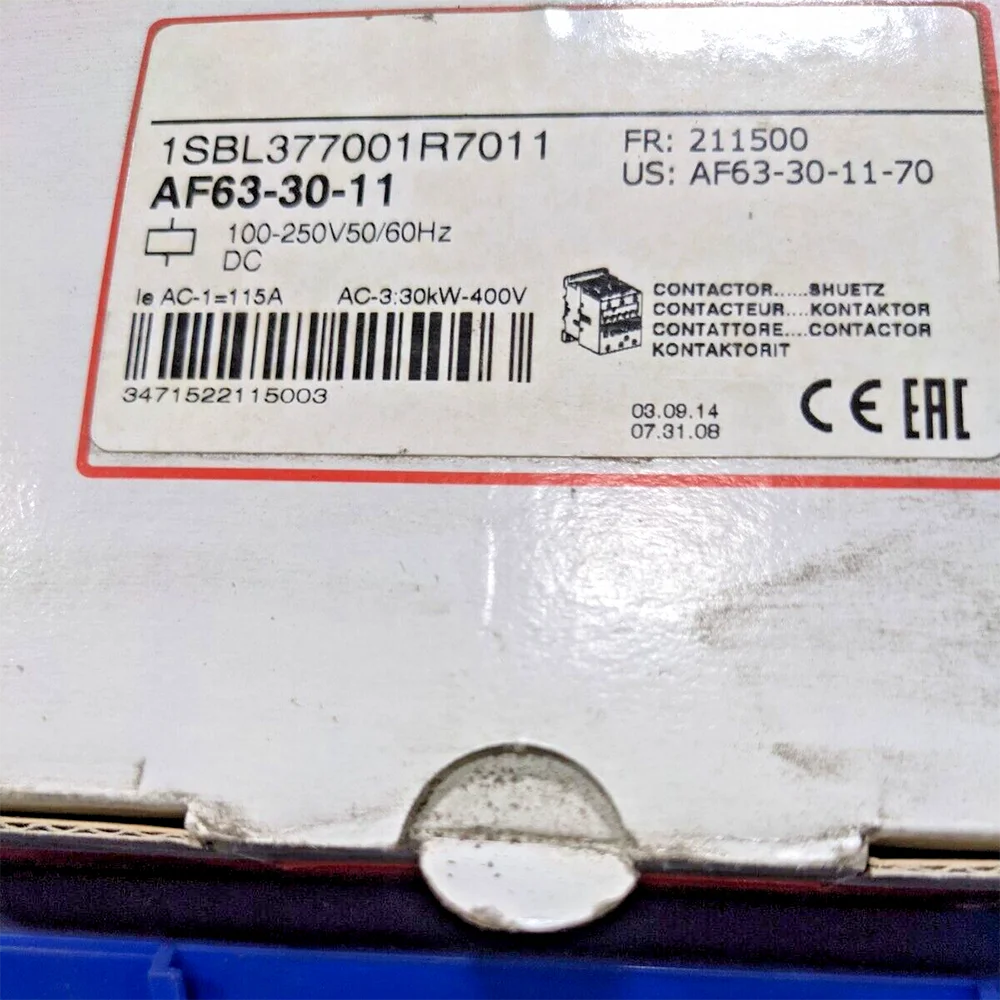 1SBL377001R7011
AF63-30-11
FR: 211500
US: AF63-30-11-70
100-250V50/60Hz
DC
Ie AC-1=115A AC-3:30kW-400V
3471522115003
CONTACTOR.....SHUETZ
CONTACTEUR....KONTAKTOR
CONTATTORE....CONTACTOR
KONTAKTORIT
03.09.14
07.31.08
CE EAC